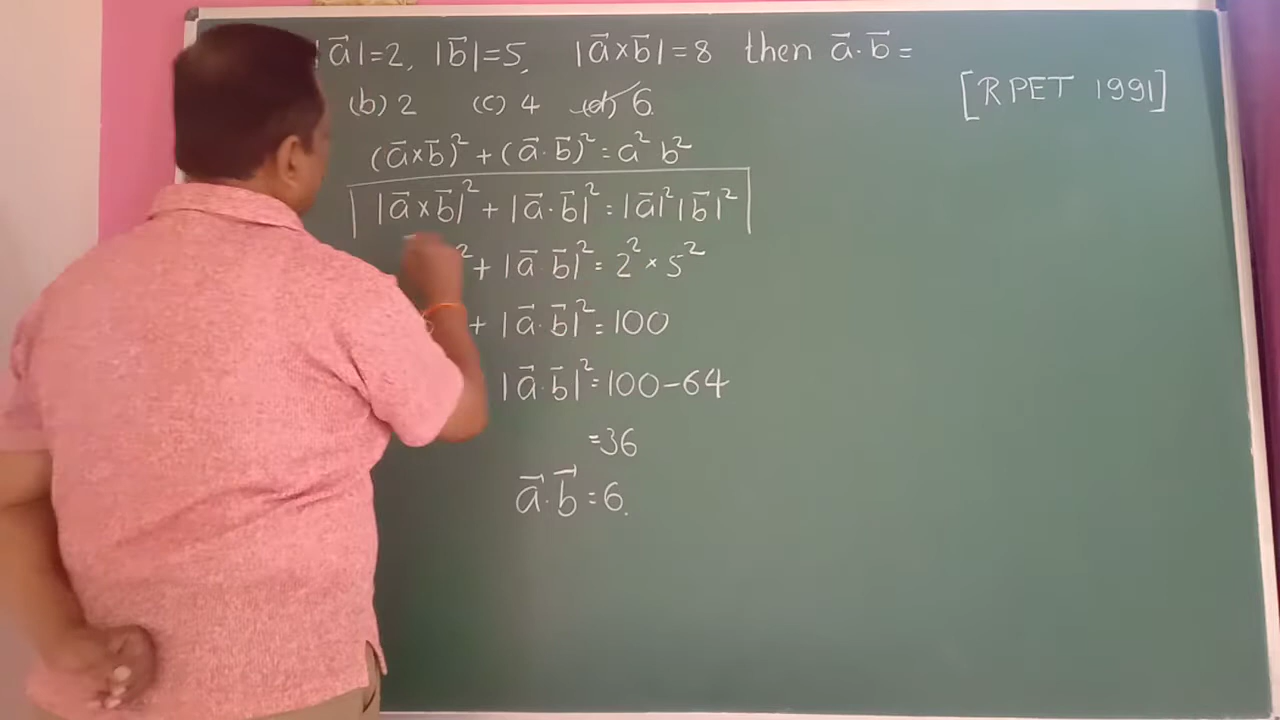 |a⃗|=2, |b⃗|=5, |a⃗×b⃗|=8 then a⃗·b⃗=
[RPET 1991]
(b) 2 (c) 4 (d) 6.
(a⃗×b⃗)²+(a⃗·b⃗)²=a²b²
|a⃗×b⃗|²+|a⃗·b⃗|²=|a⃗|²|b⃗|²
²+|a⃗·b⃗|²=2²×5²
+|a⃗·b⃗|²=100
|a⃗·b⃗|²=100-64
=36
a⃗·b⃗=6.